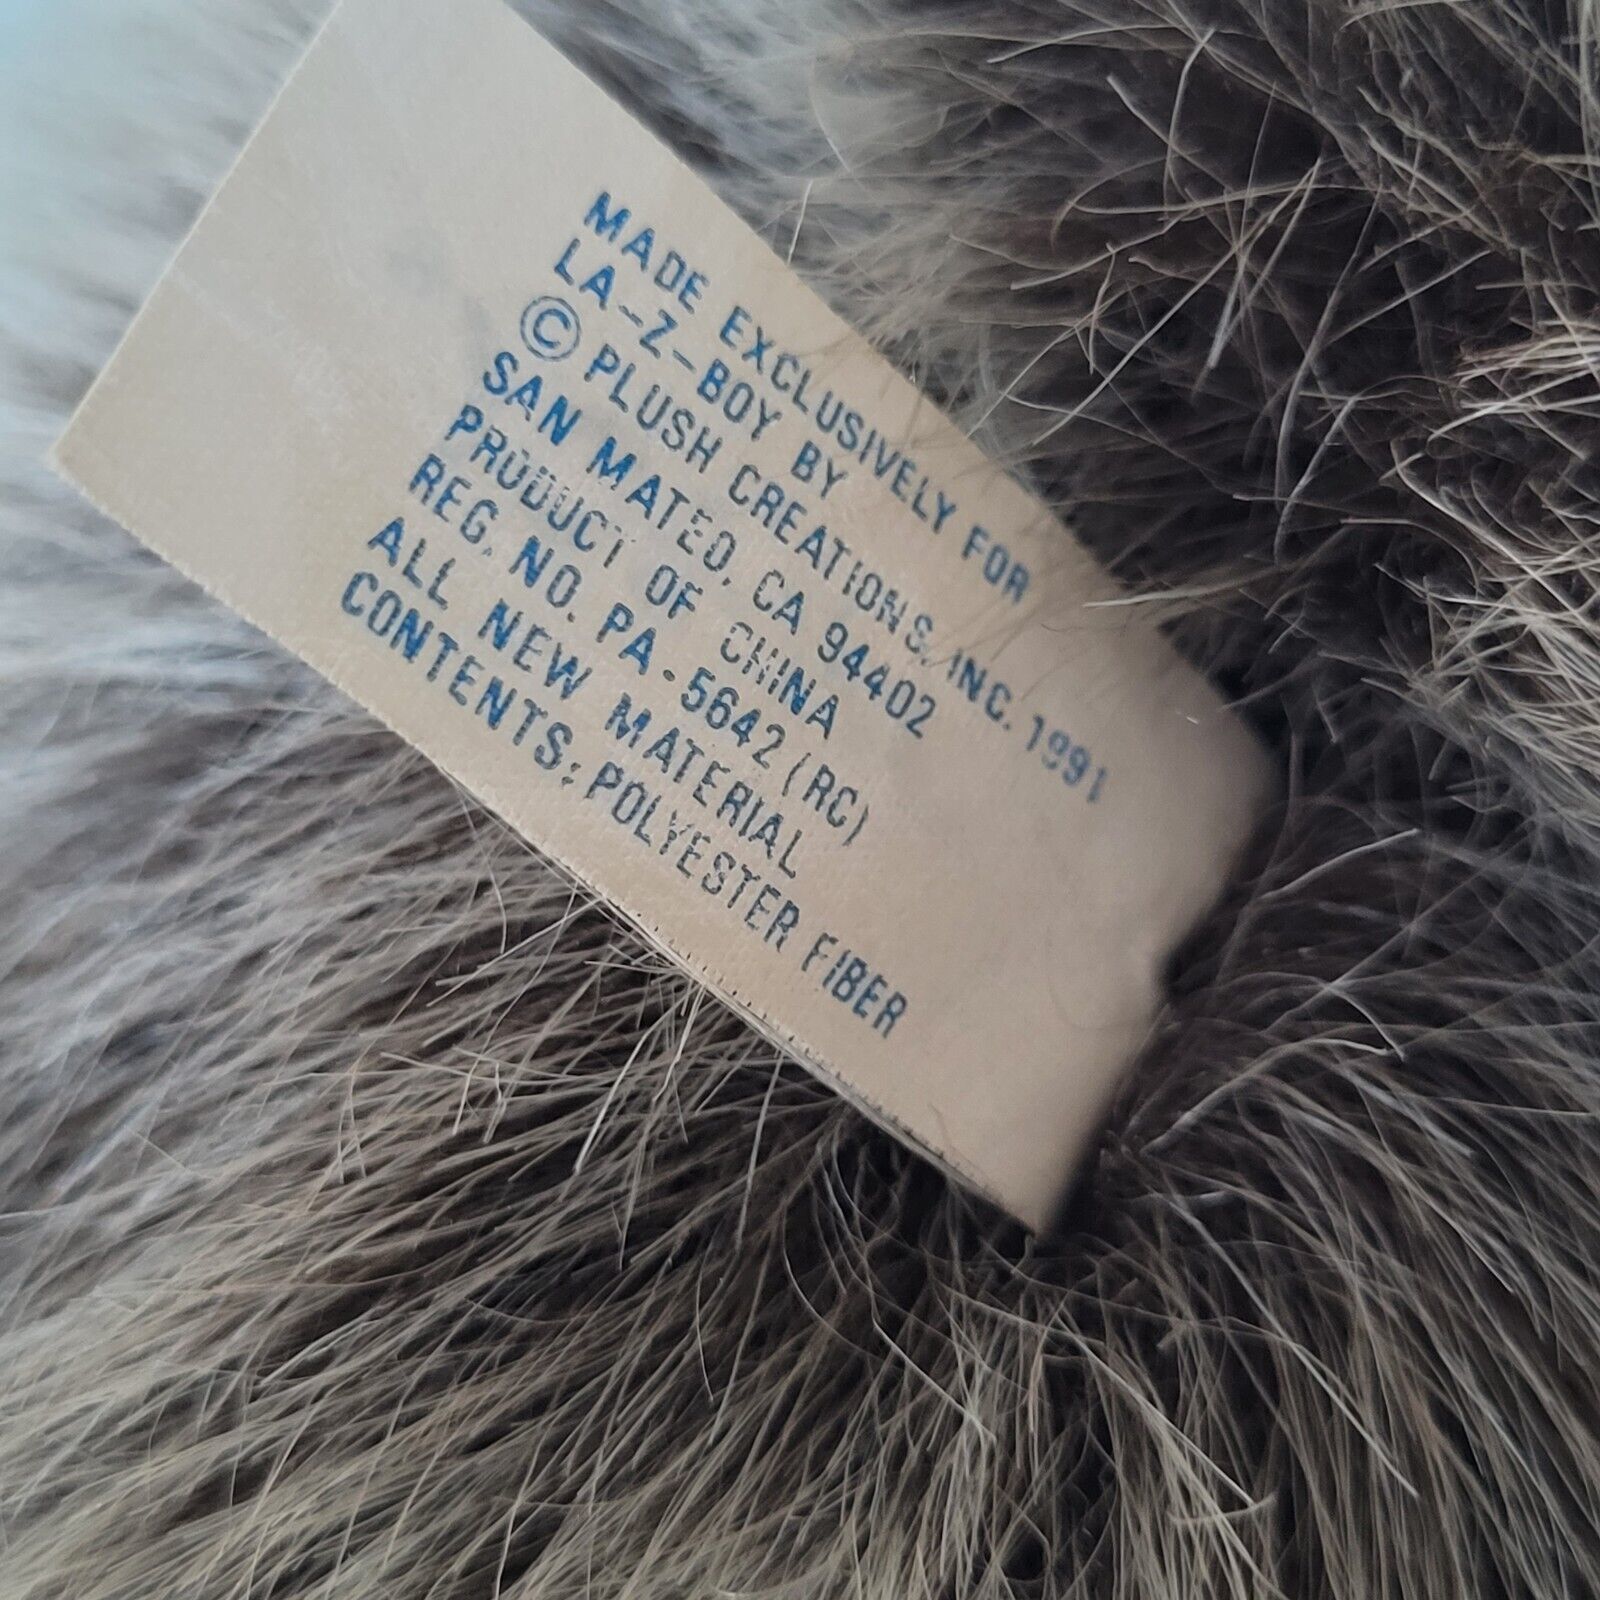 MADE EXCLUSIVELY FOR
LA-Z-BOY BY
© PLUSH CREATIONS, INC. 1991
SAN MATEO, CA 94402
PRODUCT OF CHINA
REG. NO. PA-5642 (RC)
ALL NEW MATERIAL
CONTENTS: POLYESTER FIBER